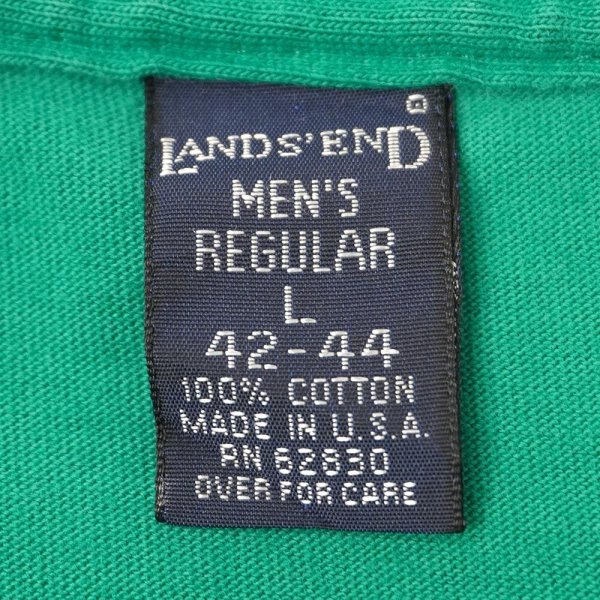 LANDS' END
MEN'S
REGULAR
L
42-44
100% COTTON
MADE IN U.S.A.
RN 62830
OVER FOR CARE